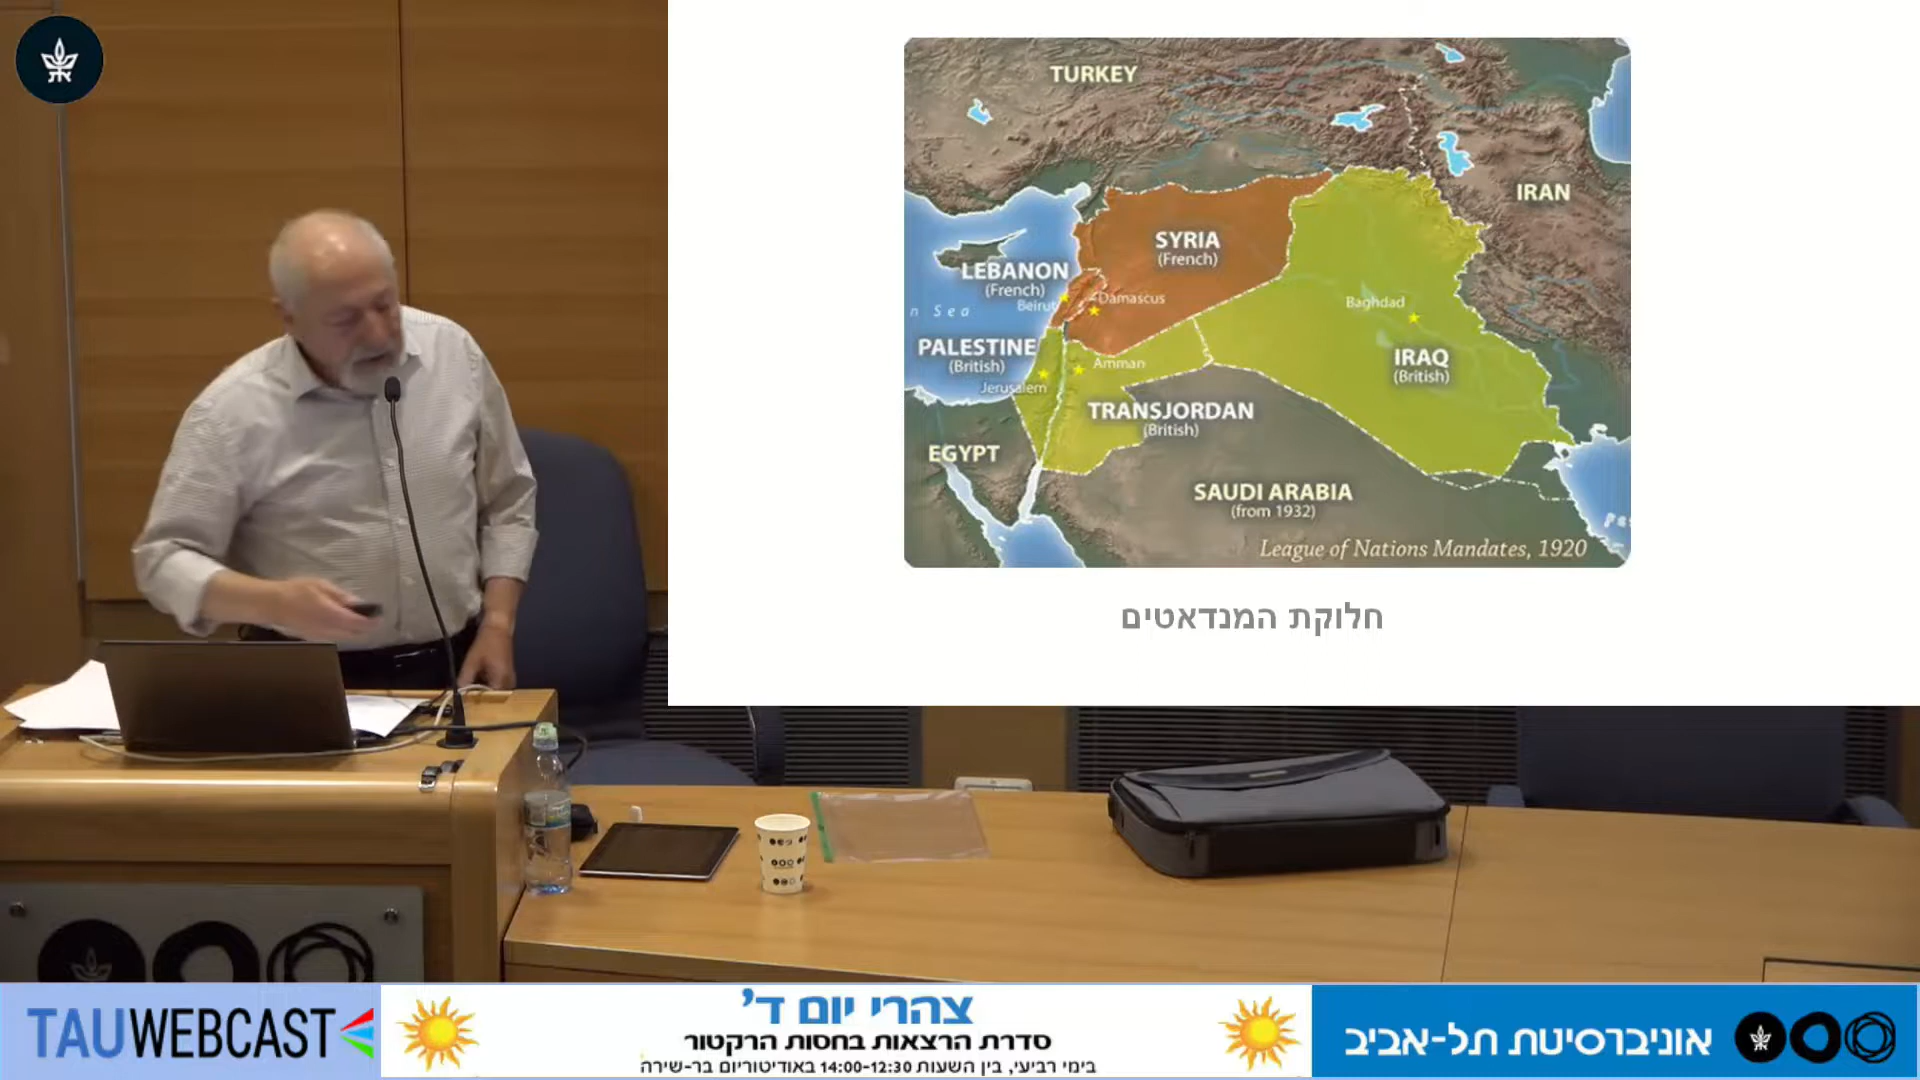 TURKEY
IRAN
SYRIA
(French)
LEBANON
(French)
Beirut
Damascus
n Sea
Baghdad
PALESTINE
(British)
Amman
IRAQ
(British)
Jerusalem
TRANSJORDAN
(British)
EGYPT
SAUDI ARABIA
(from 1932)
League of Nations Mandates, 1920
חלוקת המנדאטים
TAUWEBCAST
צהרי יום ד'
סדרת הרצאות בחסות הרקטור
בימי רביעי, בין השעות 14:00-12:30 באודיטוריום בר-שירה
אוניברסיטת תל-אביב